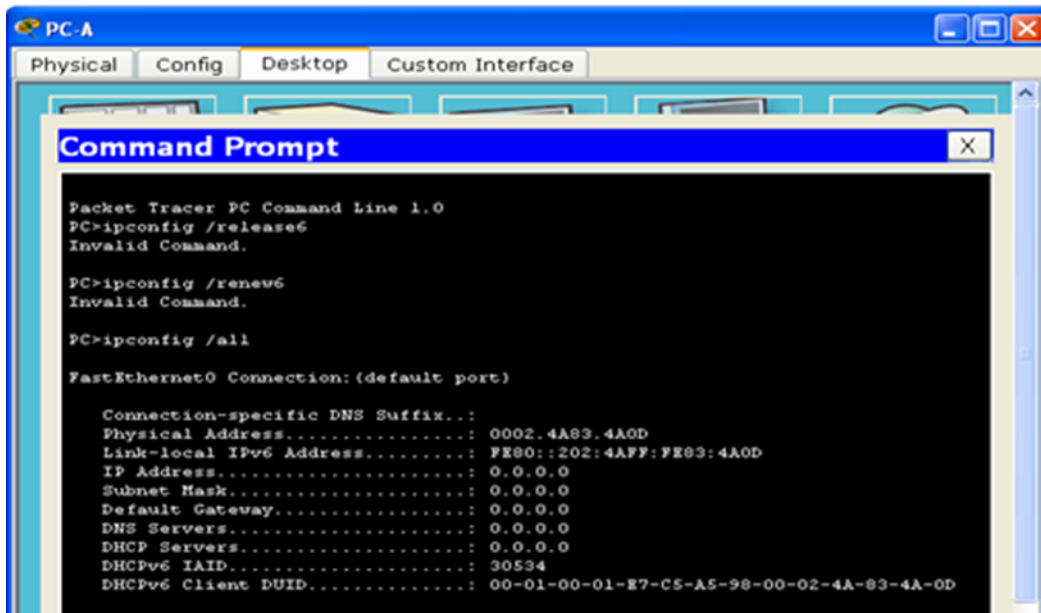 PC-A
Physical Config Desktop Custom Interface
Command Prompt
X
Packet Tracer PC Command Line 1.0
PC>ipconfig /release6
Invalid Command.
PC>ipconfig /renew6
Invalid Command.
PC>ipconfig /all
FastEthernet0 Connection:(default port)
Connection-specific DNS Suffix..:
Physical Address................: 0002.4A83.4A0D
Link-local IPv6 Address.........: FE80::202:4AFF:FE83:4A0D
IP Address......................: 0.0.0.0
Subnet Mask.....................: 0.0.0.0
Default Gateway.................: 0.0.0.0
DNS Servers.....................: 0.0.0.0
DHCP Servers....................: 0.0.0.0
DHCPv6 IAID.....................: 30534
DHCPv6 Client DUID..............: 00-01-00-01-E7-C5-A5-98-00-02-4A-83-4A-0D